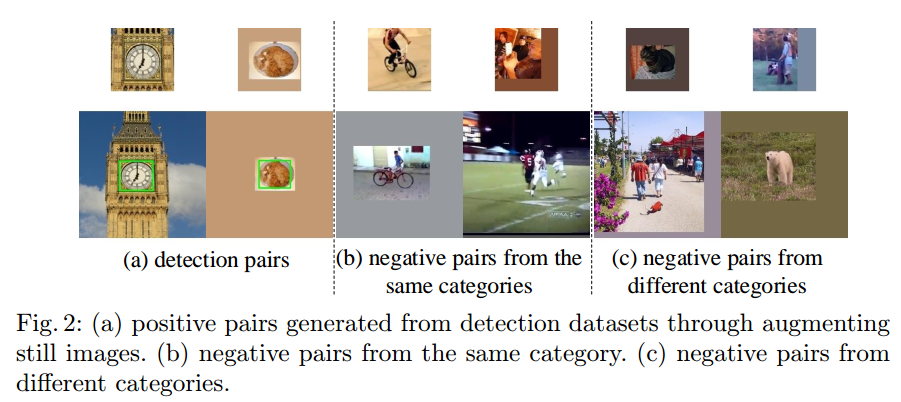 (a) detection pairs
(b) negative pairs from the
same categories
(c) negative pairs from
different categories
Fig. 2: (a) positive pairs generated from detection datasets through augmenting
still images. (b) negative pairs from the same category. (c) negative pairs from
different categories.